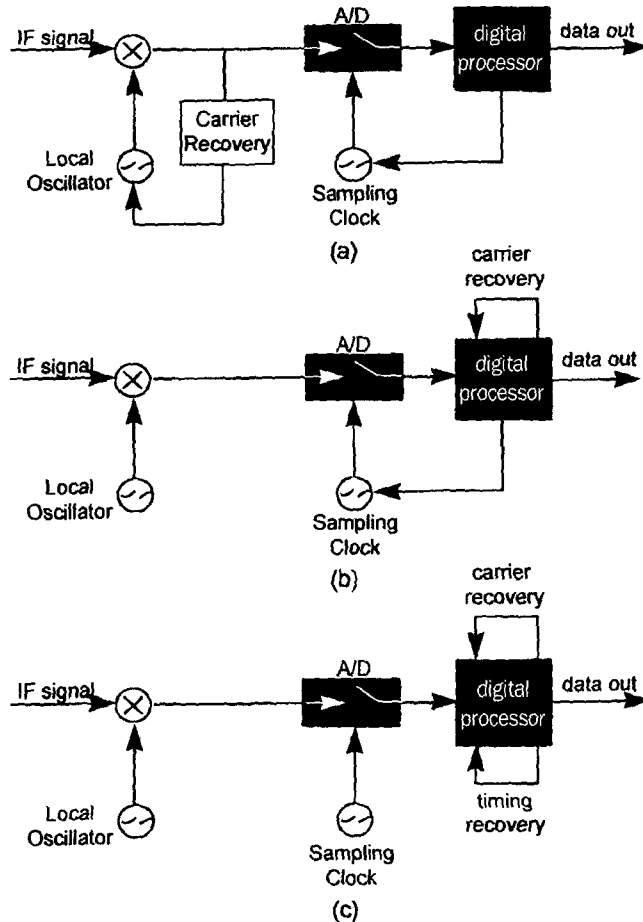 A/D
IF signal
digital
processor
data out
Carrier
Recovery
Local
Oscillator
Sampling
Clock
(a)
carrier
recovery
A/D
IF signal
digital
processor
data out
Local
Oscillator
Sampling
Clock
(b)
carrier
recovery
A/D
IF signal
digital
processor
data out
Local
Oscillator
timing
recovery
Sampling
Clock
(c)